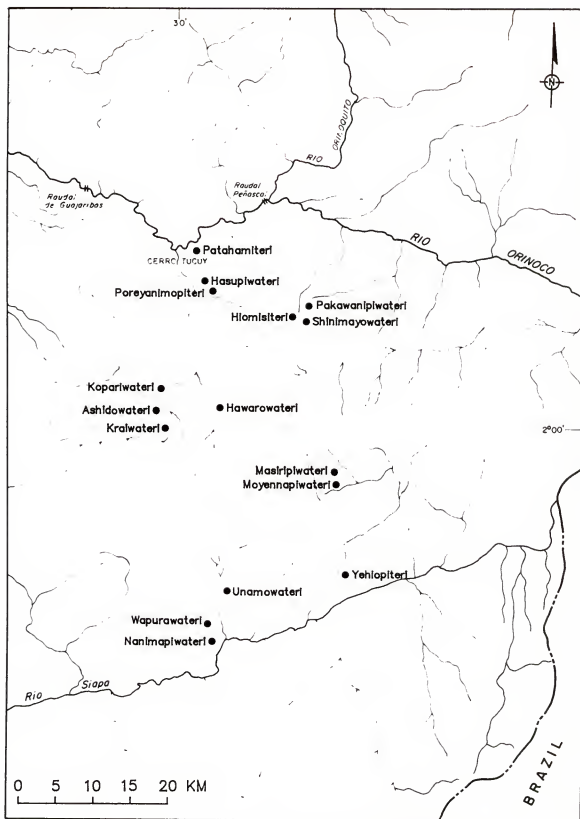 30'
N
RIO ORINOQUITO
Raudal
Peñascal
Raudal
de Guajaribos
RIO ORINOCO
Patahamiteri
CERRO TUCUY
Hasupiwateri
Poreyanimopiteri
Pakawanipiwateri
Hiomisiteri
Shinimayowateri
Kopariwateri
Ashidowateri
Hawarowateri
Kraiwateri
2°00'
Masiripiwateri
Moyennapiwateri
Yehiopiteri
Unamowateri
Wapurawateri
Nanimapiwateri
Rio Siapa
BRAZIL
0 5 10 15 20 KM